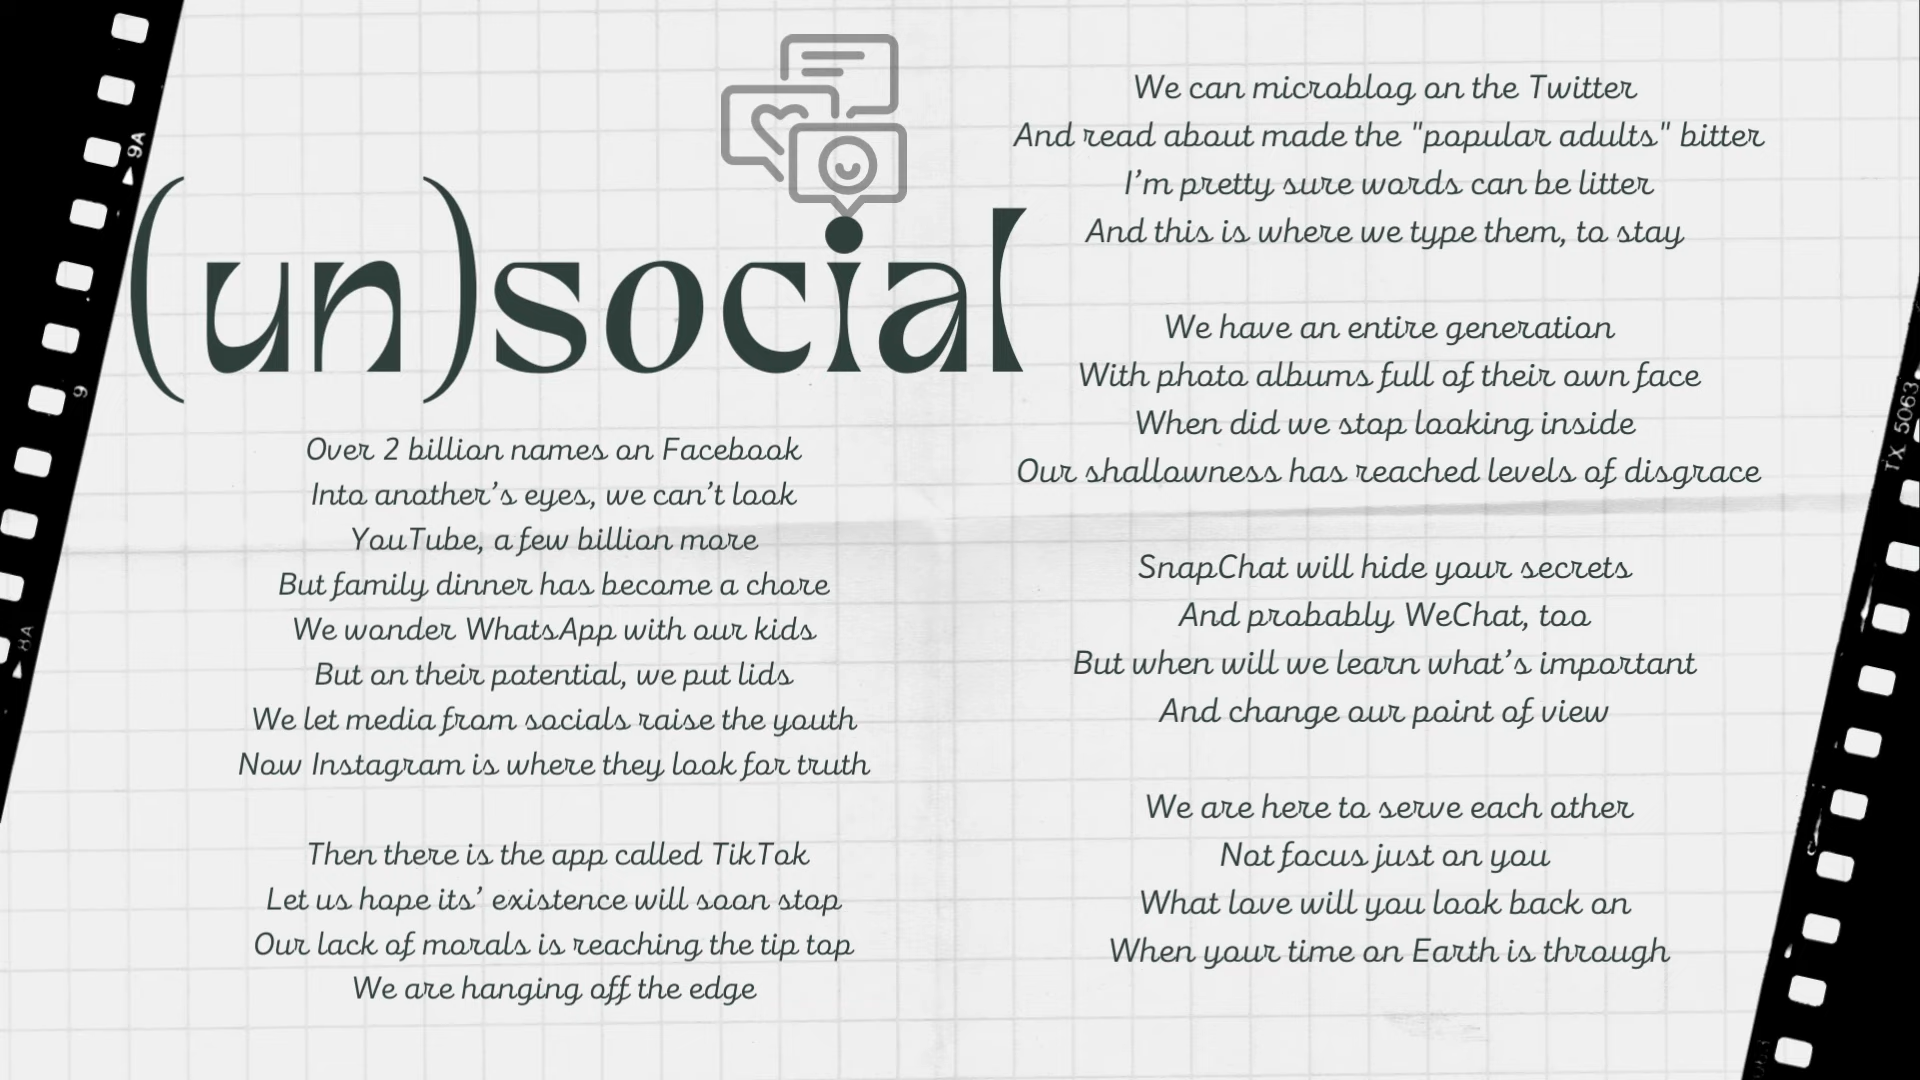 (un)social
Over 2 billion names on Facebook
Into another's eyes, we can't look
YouTube, a few billion more
But family dinner has become a chore
We wonder WhatsApp with our kids
But on their potential, we put lids
We let media from socials raise the youth
Now Instagram is where they look for truth
Then there is the app called TikTok
Let us hope its' existence will soon stop
Our lack of morals is reaching the tip top
We are hanging off the edge
We can microblog on the Twitter
And read about made the "popular adults" bitter
I'm pretty sure words can be litter
And this is where we type them, to stay
We have an entire generation
With photo albums full of their own face
When did we stop looking inside
Our shallowness has reached levels of disgrace
SnapChat will hide your secrets
And probably WeChat, too
But when will we learn what's important
And change our point of view
We are here to serve each other
Not focus just on you
What love will you look back on
When your time on Earth is through
9A
9
8A
TX 5063